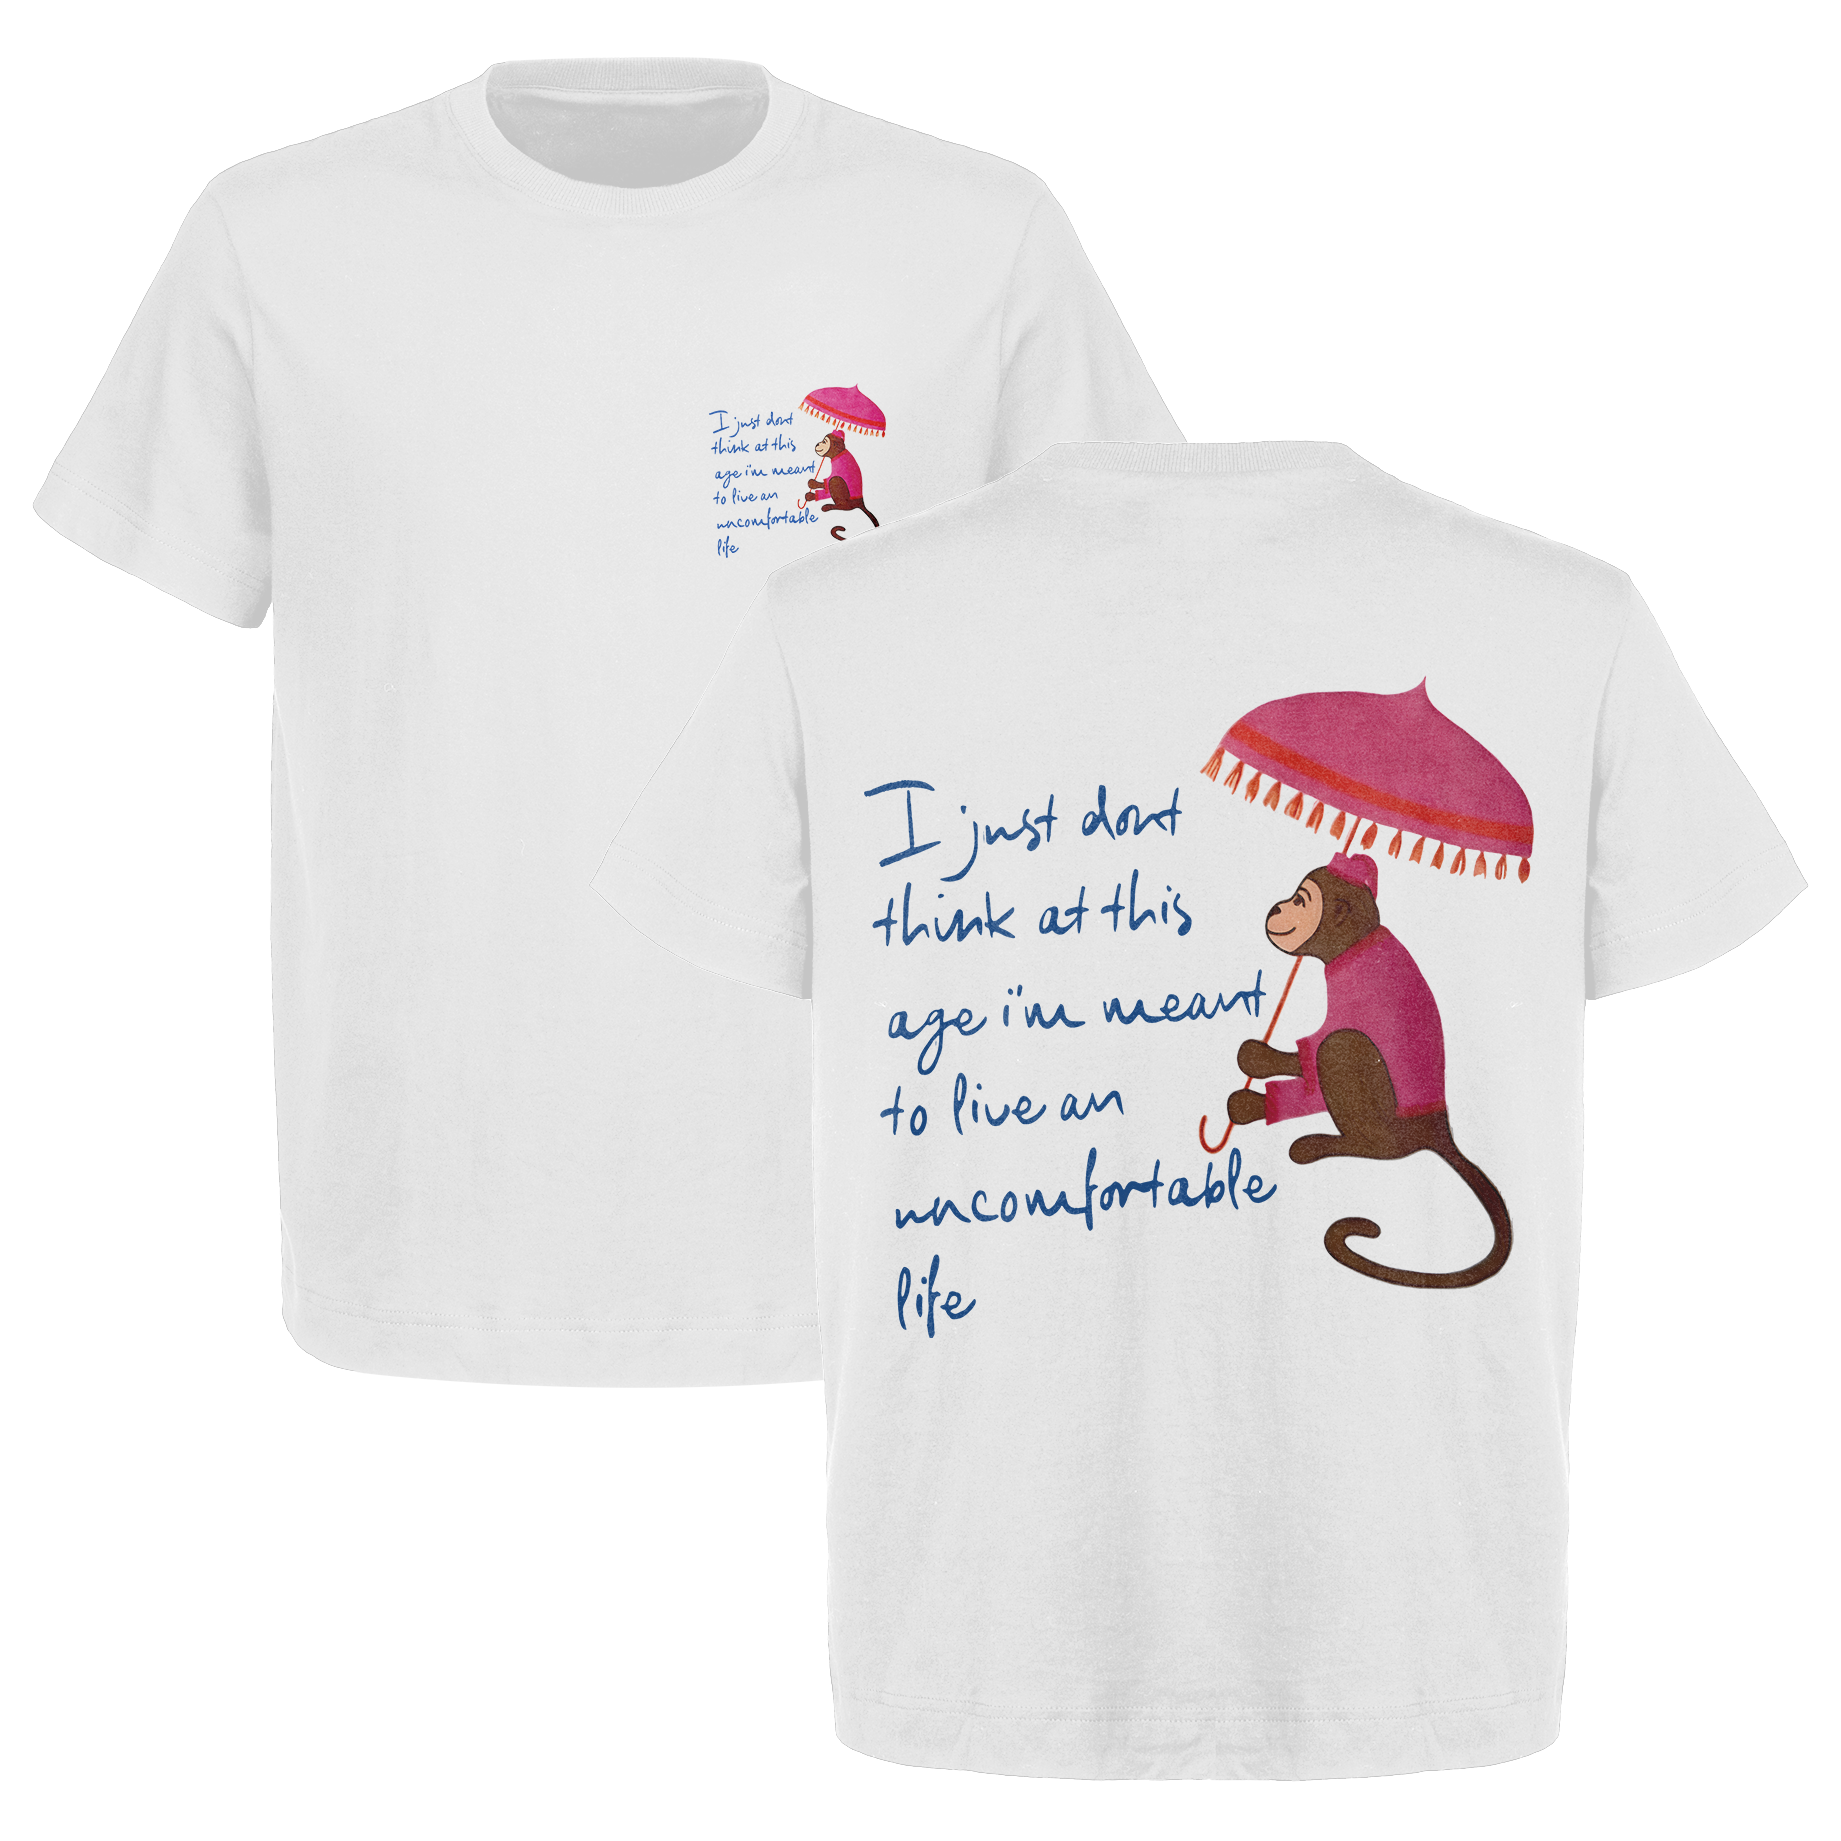 I just dont
think at this
age i'm meant
to live an
uncomfortable
life
I just dont
think at this
age i'm meant
to live an
uncomfortable
life